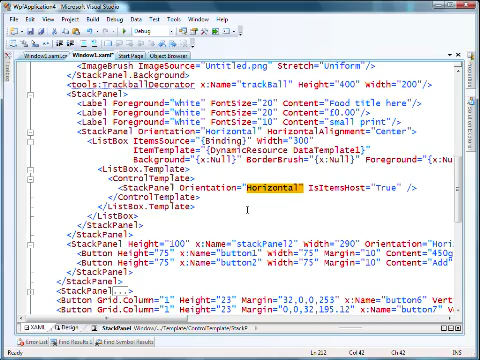 WpfApplication4 - Microsoft Visual Studio
File Edit View Project Build Debug Data Tools Test Window Help
Debug
Window1.xaml.cs Window1.xaml* Start Page Object Browser
<ImageBrush ImageSource="Untitled.png" Stretch="Uniform"/>
</StackPanel.Background>
<tools:TrackballDecorator x:Name="trackBall" Height="400" Width="200"/>
<StackPanel>
<Label Foreground="White" FontSize="20" Content="Food title here"/>
<Label Foreground="White" FontSize="20" Content="£0.00"/>
<Label Foreground="White" FontSize="10" Content="small print"/>
<StackPanel Orientation="Horizontal" HorizontalAlignment="Center">
<ListBox ItemsSource="{Binding}" Width="300"
ItemTemplate="{DynamicResource DataTemplate1}"
Background="{x:Null}" BorderBrush="{x:Null}" Foreground="{x:Nu
<ListBox.Template>
<ControlTemplate>
<StackPanel Orientation="Horizontal" IsItemsHost="True" />
</ControlTemplate>
</ListBox.Template>
</ListBox>
</StackPanel>
<StackPanel Height="100" x:Name="stackPanel2" Width="290" Orientation="Hori
<Button Height="75" x:Name="button1" Width="75" Margin="10" Content="450g
<Button Height="75" x:Name="button2" Width="75" Margin="10" Content="Add"
</StackPanel>
</StackPanel>
<StackPanel...>
<Button Grid.Column="1" Height="23" Margin="32,0,0,253" x:Name="button6" Vert
<Button Grid.Column="1" Height="23" Margin="0,0,32,195.12" x:Name="button7" Ve
XAML Design StackPanel Window/.../Template/ControlTemplate/StackP
Error List Find Results 1 Find Symbol Results
Ready Ln 212 Col 42 Ch 42